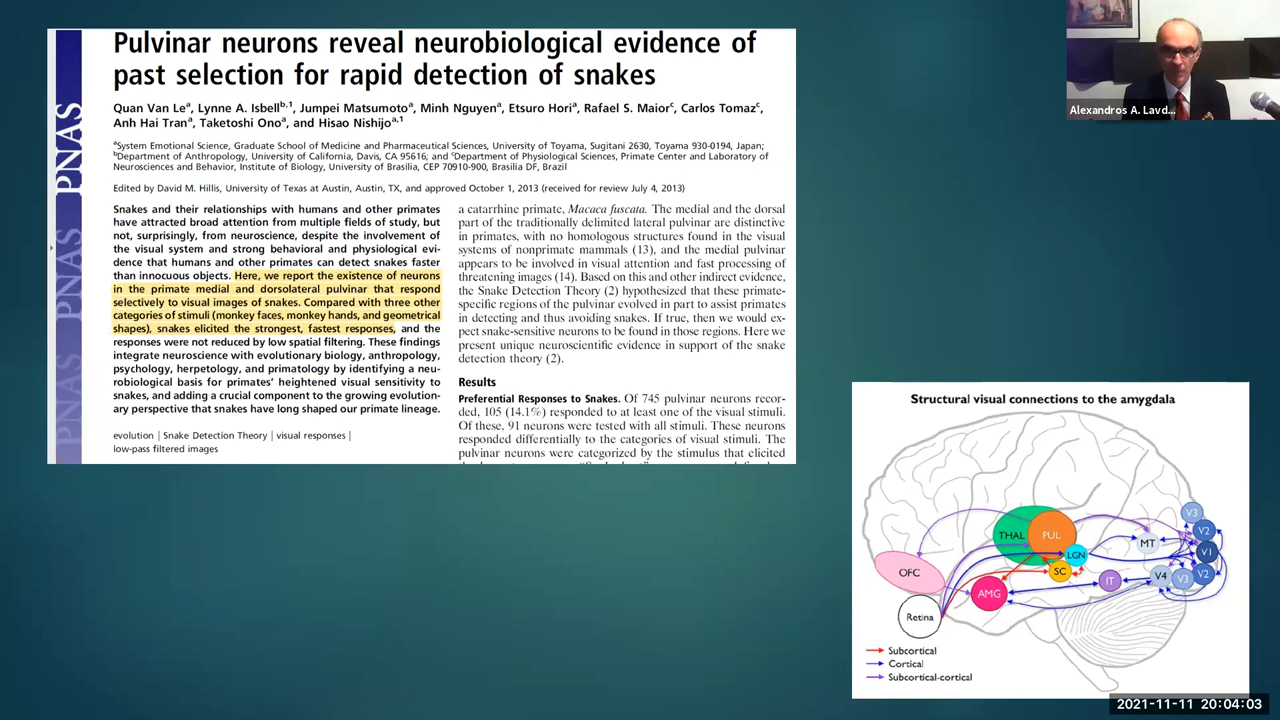 Pulvinar neurons reveal neurobiological evidence of
past selection for rapid detection of snakes
Quan Van Leᵃ, Lynne A. Isbellᵇ,¹, Jumpei Matsumotoᵃ, Minh Nguyenᵃ, Etsuro Horiᵃ, Rafael S. Maiorᶜ, Carlos Tomazᶜ,
Anh Hai Tranᵃ, Taketoshi Onoᵃ, and Hisao Nishijoᵃ,¹
ᵃSystem Emotional Science, Graduate School of Medicine and Pharmaceutical Sciences, University of Toyama, Sugitani 2630, Toyama 930-0194, Japan;
ᵇDepartment of Anthropology, University of California, Davis, CA 95616; and ᶜDepartment of Physiological Sciences, Primate Center and Laboratory of
Neurosciences and Behavior, Institute of Biology, University of Brasilia, CEP 70910-900, Brasilia DF, Brazil
Edited by David M. Hillis, University of Texas at Austin, Austin, TX, and approved October 1, 2013 (received for review July 4, 2013)
Snakes and their relationships with humans and other primates
have attracted broad attention from multiple fields of study, but
not, surprisingly, from neuroscience, despite the involvement of
the visual system and strong behavioral and physiological evi-
dence that humans and other primates can detect snakes faster
than innocuous objects. Here, we report the existence of neurons
in the primate medial and dorsolateral pulvinar that respond
selectively to visual images of snakes. Compared with three other
categories of stimuli (monkey faces, monkey hands, and geometrical
shapes), snakes elicited the strongest, fastest responses, and the
responses were not reduced by low spatial filtering. These findings
integrate neuroscience with evolutionary biology, anthropology,
psychology, herpetology, and primatology by identifying a neu-
robiological basis for primates' heightened visual sensitivity to
snakes, and adding a crucial component to the growing evolution-
ary perspective that snakes have long shaped our primate lineage.
evolution | Snake Detection Theory | visual responses |
low-pass filtered images
a catarrhine primate, Macaca fuscata. The medial and the dorsal
part of the traditionally delimited lateral pulvinar are distinctive
in primates, with no homologous structures found in the visual
systems of nonprimate mammals (13), and the medial pulvinar
appears to be involved in visual attention and fast processing of
threatening images (14). Based on this and other indirect evidence,
the Snake Detection Theory (2) hypothesized that these primate-
specific regions of the pulvinar evolved in part to assist primates
in detecting and thus avoiding snakes. If true, then we would ex-
pect snake-sensitive neurons to be found in those regions. Here we
present unique neuroscientific evidence in support of the snake
detection theory (2).
Results
Preferential Responses to Snakes. Of 745 pulvinar neurons recor-
ded, 105 (14.1%) responded to at least one of the visual stimuli.
Of these, 91 neurons were tested with all stimuli. These neurons
responded differentially to the categories of visual stimuli. The
pulvinar neurons were categorized by the stimulus that elicited
PNAS
PNAS
PNAS
Alexandros A. Lavd...
Structural visual connections to the amygdala
THAL
PUL
LGN
SC
OFC
AMG
Retina
IT
MT
V3
V2
V1
V4
V3
V2
Subcortical
Cortical
Subcortical-cortical
2021-11-11 20:04:03